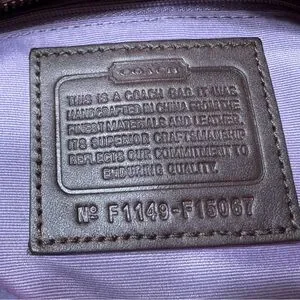 COACH
THIS IS A COACH BAG. IT WAS
HANDCRAFTED IN CHINA FROM THE
FINEST MATERIALS AND LEATHER.
ITS SUPERIOR CRAFTSMANSHIP
REFLECTS OUR COMMITMENT TO
ENDURING QUALITY.
Nº F1149-F15067